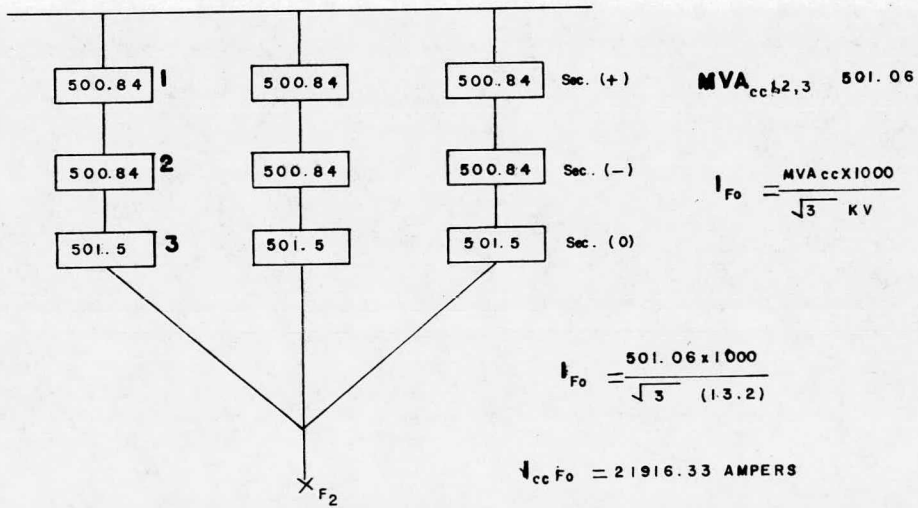 500.84 1 500.84 500.84 Sec. (+) MVAcc1,2,3 501.06
500.84 2 500.84 500.84 Sec. (−)
IFo = MVAcc X 1000
√3 KV
501.5 3 501.5 501.5 Sec. (0)
IFo = 501.06 x 1000
√3 (13.2)
Icc Fo = 21916.33 AMPERS
F2